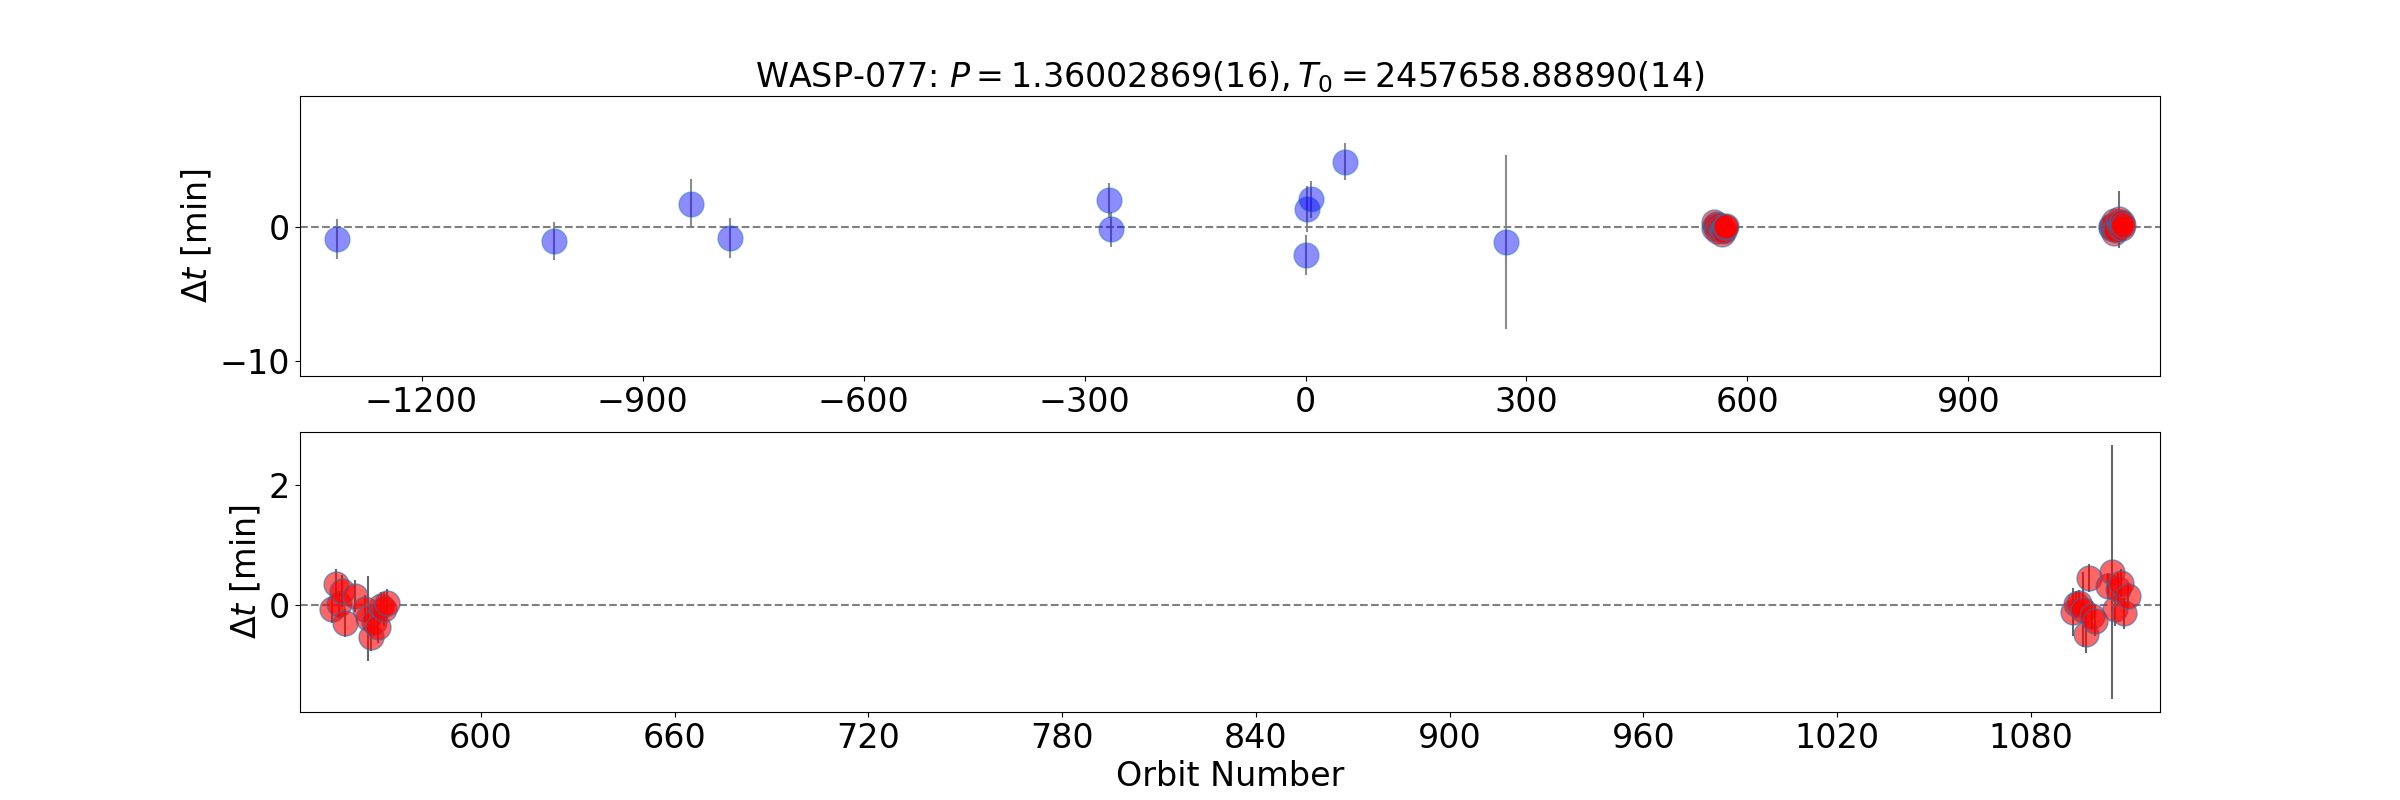 WASP-077: P = 1.36002869(16), T₀ = 2457658.88890(14)
Δt [min]
0
−10
−1200 −900 −600 −300 0 300 600 900
Δt [min]
2
0
600 660 720 780 840 900 960 1020 1080
Orbit Number